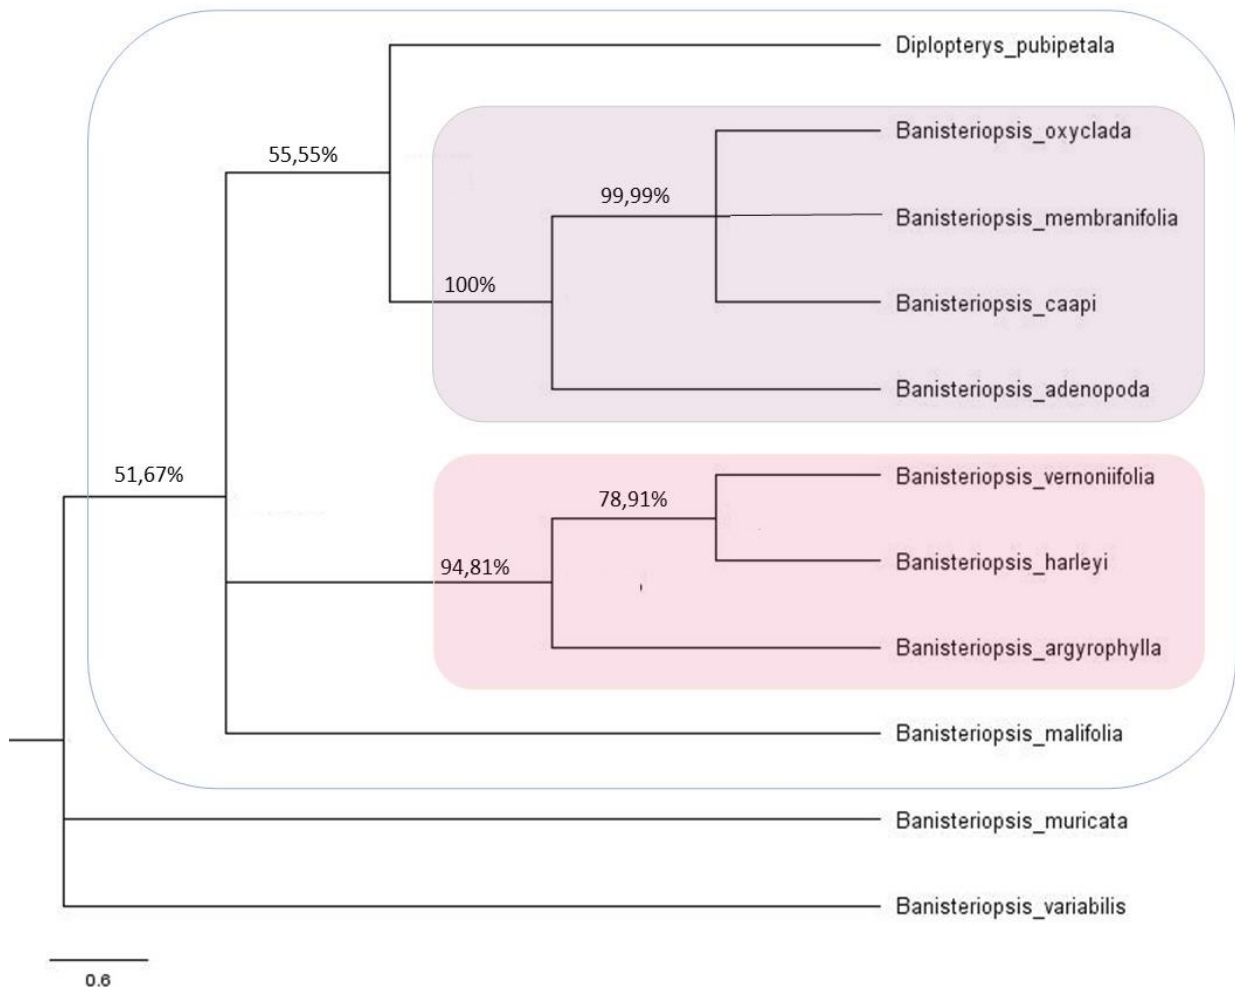 Diplopterys_pubipetala
Banisteriopsis_oxyclada
55,55%
99,99%
Banisteriopsis_membranifolia
100%
Banisteriopsis_caapi
Banisteriopsis_adenopoda
51,67%
Banisteriopsis_vernoniifolia
78,91%
Banisteriopsis_harleyi
94,81%
Banisteriopsis_argyrophylla
Banisteriopsis_malifolia
Banisteriopsis_muricata
Banisteriopsis_variabilis
0.6